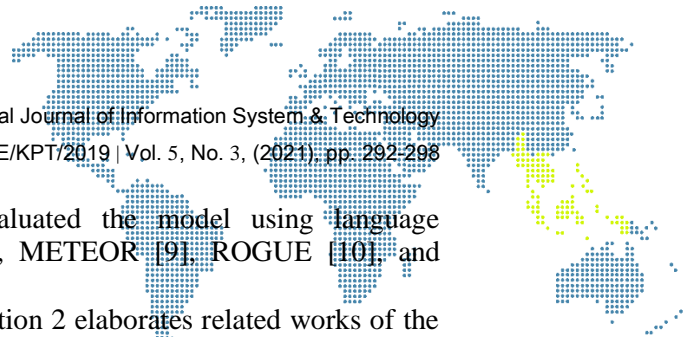 al Journal of Information System & Technology
E/KPT/2019 | Vol. 5, No. 3, (2021), pp. 292-298
aluated the model using language
, METEOR [9], ROGUE [10], and
tion 2 elaborates related works of the